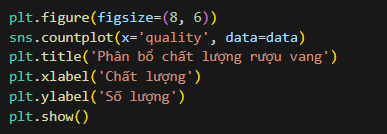 plt.figure(figsize=(8, 6))
sns.countplot(x='quality', data=data)
plt.title('Phân bổ chất lượng rượu vang')
plt.xlabel('Chất lượng')
plt.ylabel('Số lượng')
plt.show()